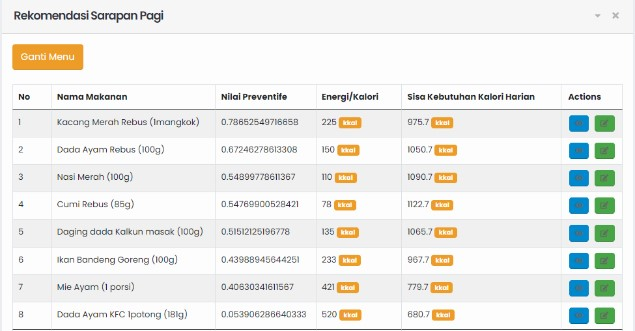 Rekomendasi Sarapan Pagi
Ganti Menu
No Nama Makanan Nilai Preventife Energi/Kalori Sisa Kebutuhan Kalori Harian Actions
1 Kacang Merah Rebus (1mangkok) 0.78652549716658 225 kkal 975.7 kkal
2 Dada Ayam Rebus (100g) 0.67246278613308 150 kkal 1050.7 kkal
3 Nasi Merah (100g) 0.54899778611367 110 kkal 1090.7 kkal
4 Cumi Rebus (85g) 0.54769900528421 78 kkal 1122.7 kkal
5 Daging dada Kalkun masak (100g) 0.51512125196778 135 kkal 1065.7 kkal
6 Ikan Bandeng Goreng (100g) 0.43988945644251 233 kkal 967.7 kkal
7 Mie Ayam (1 porsi) 0.40630341611567 421 kkal 779.7 kkal
8 Dada Ayam KFC 1potong (181g) 0.053906286640333 520 kkal 680.7 kkal